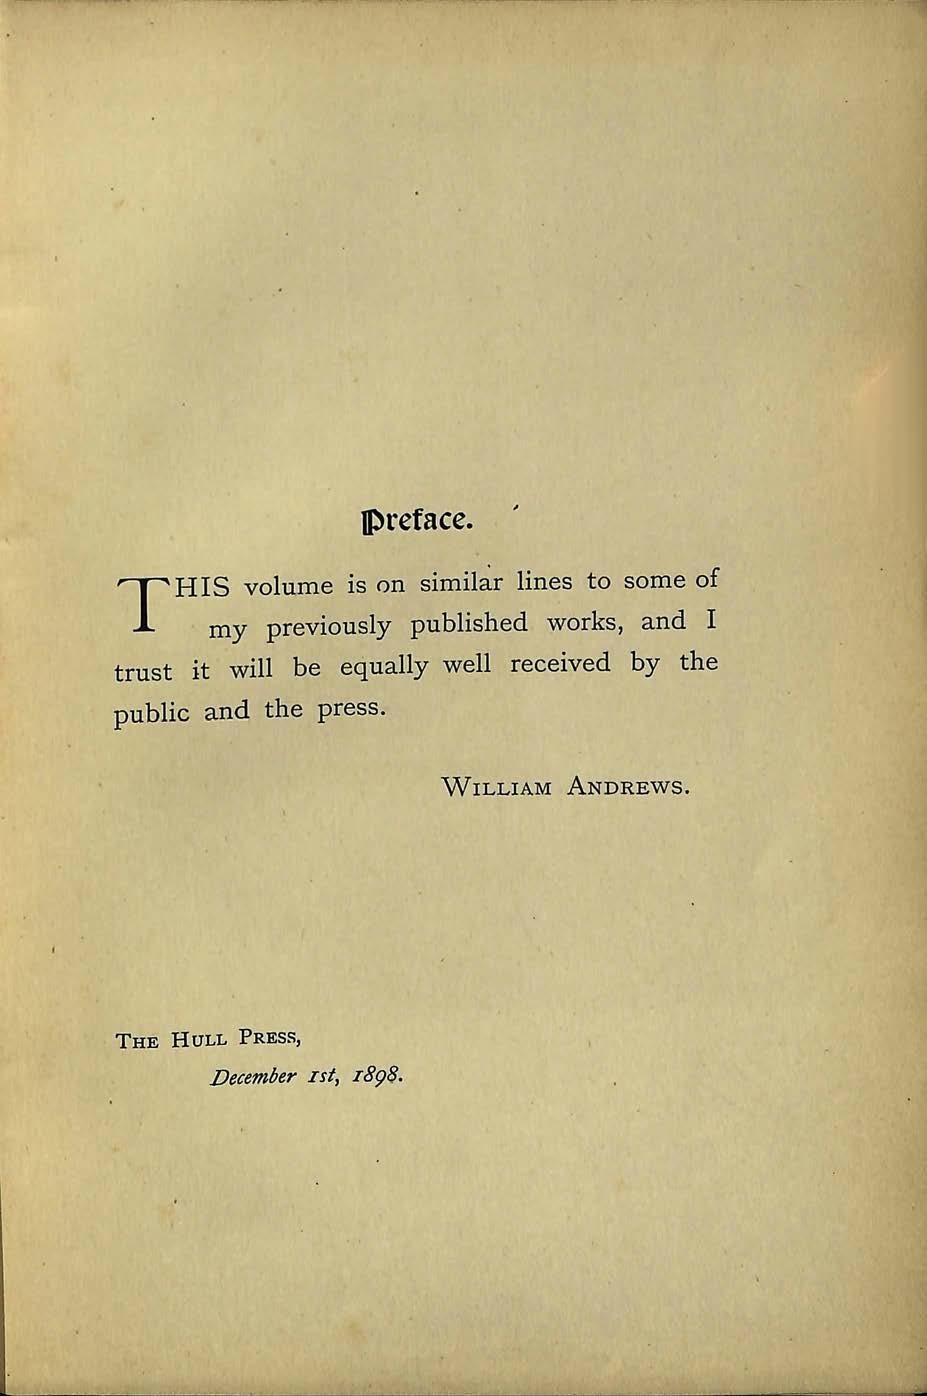 Preface.
THIS volume is on similar lines to some of
my previously published works, and I
trust it will be equally well received by the
public and the press.
WILLIAM ANDREWS.
THE HULL PRESS,
December 1st, 1898.